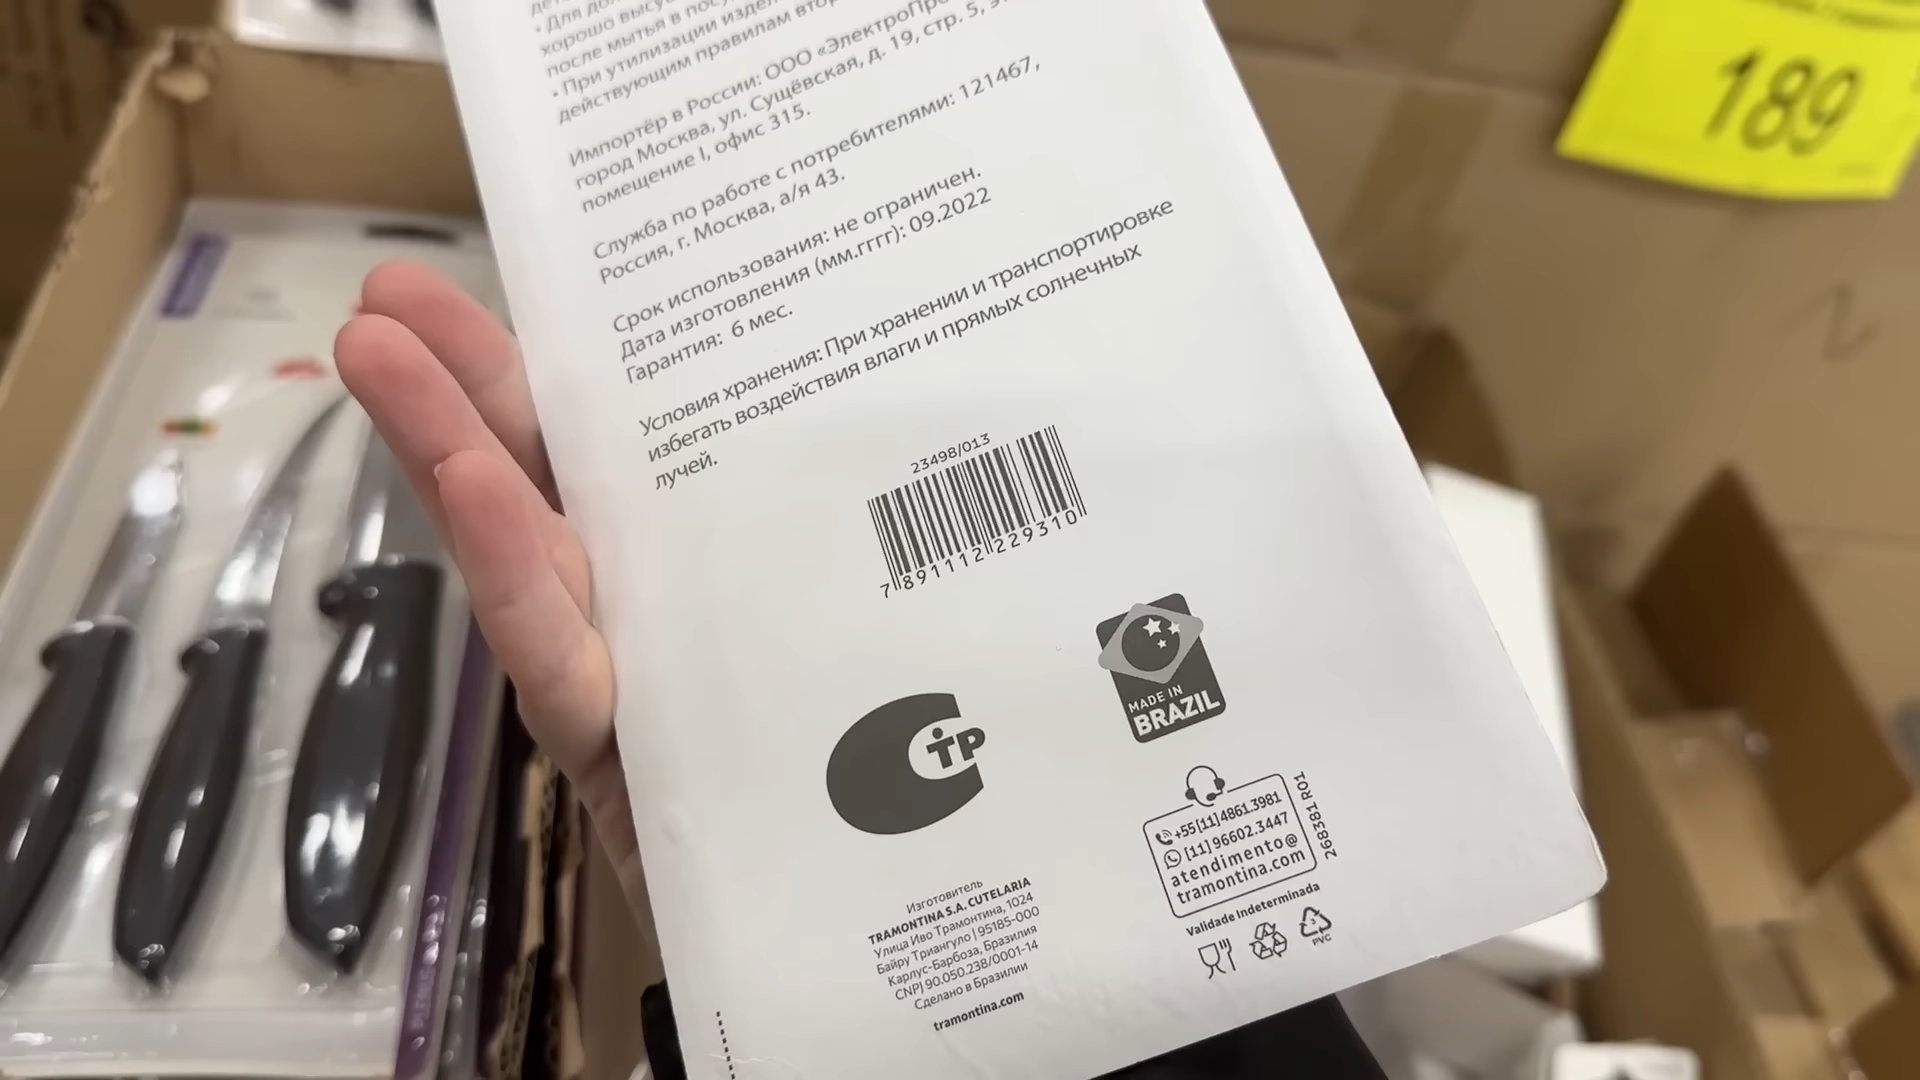 • Для
хорошо
после мытья в
• При утилизации
действующим правилам
Импортёр в России: ООО
город Москва, ул. Сущёвская, д. 19, стр. 5,
помещение I, офис 315.
Служба по работе с потребителями: 121467,
Россия, г. Москва, а/я 43.
Срок использования: не ограничен.
Дата изготовления (мм.гггг): 09.2022
Гарантия: 6 мес.
Условия хранения: При хранении и транспортировке
избегать воздействия влаги и прямых солнечных
лучей.
23498/013
7 891112 229310
MADE IN
BRAZIL
СТР
+55 [11] 4861.3981
[11] 96602.3447
atendimento@
tramontina.com
268381 R01
Validade Indeterminada
PVC
Изготовитель
TRAMONTINA S.A. CUTELARIA
Улица Иво Трамонтина, 1024
Байру Триангуло | 95185-000
Карлус-Барбоза, Бразилия
CNPJ 90.050.238/0001-14
Сделано в Бразилии
tramontina.com
189
PLENUS